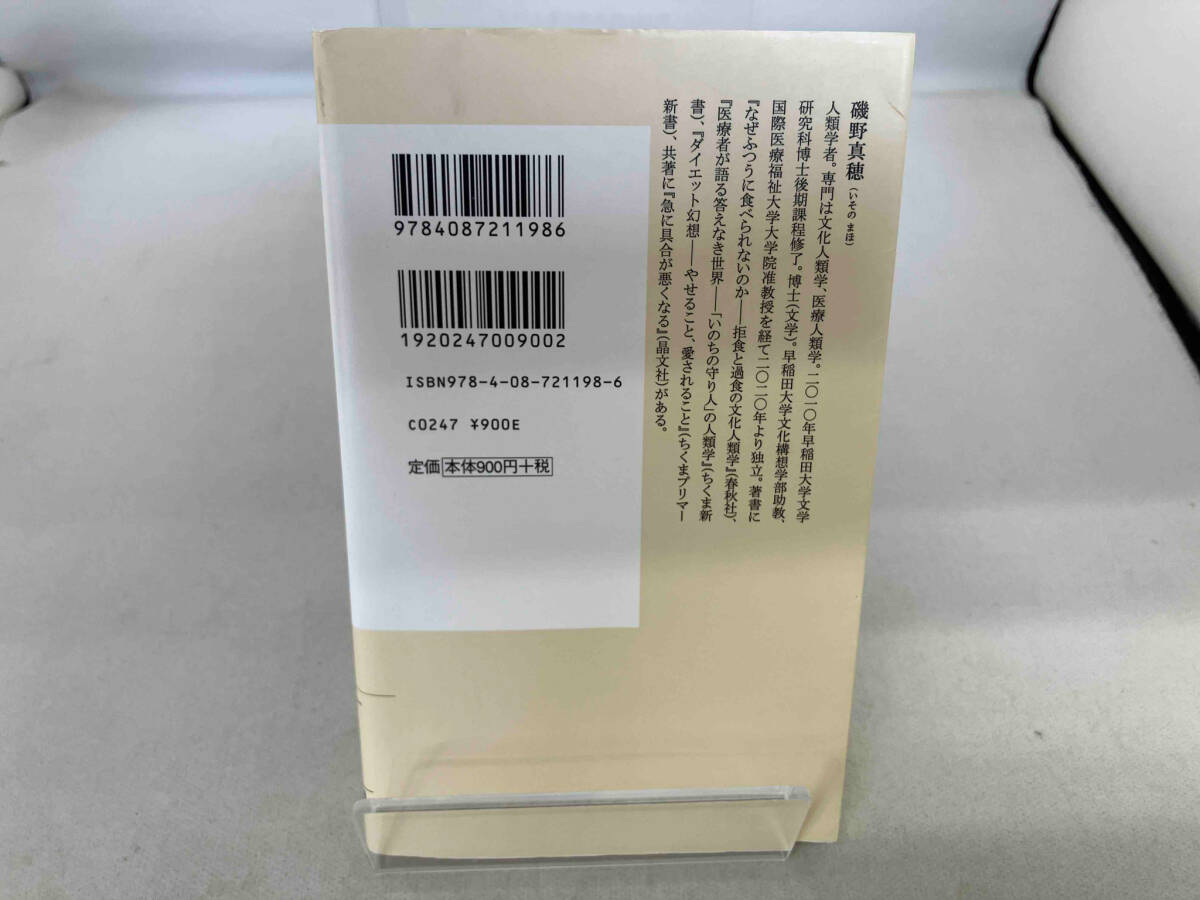 磯野真穂(いその まほ)
人類学者。専門は文化人類学、医療人類学。二〇一〇年早稲田大学文学
研究科博士後期課程修了。博士(文学)。早稲田大学文化構想学部助教、
国際医療福祉大学大学院准教授を経て二〇二〇年より独立。著書に
『なぜふつうに食べられないのか――拒食と過食の文化人類学』(春秋社)、
『医療者が語る答えなき世界――「いのちの守り人」の人類学』(ちくま新
書)、『ダイエット幻想――やせること、愛されること』(ちくまプリマー
新書)、共著に『急に具合が悪くなる』(晶文社)がある。
9784087211986
1920247009002
ISBN978-4-08-721198-6
C0247 ¥900E
定価 本体900円+税